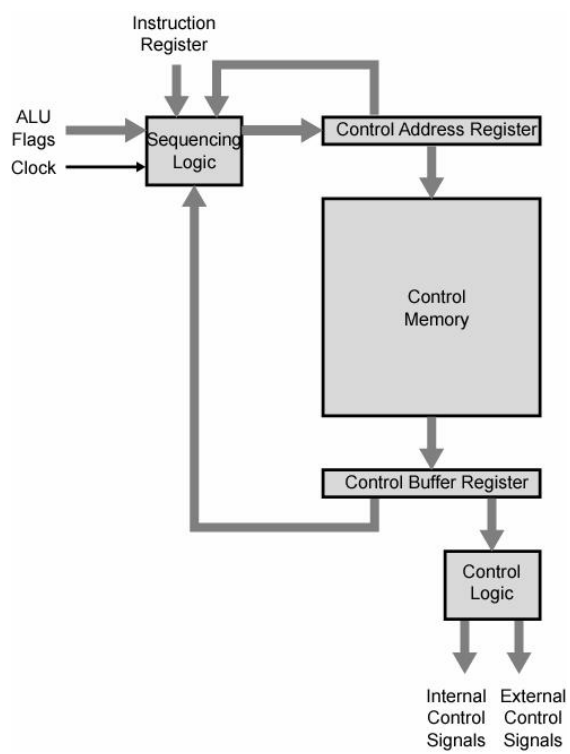 Instruction
Register
ALU
Flags
Clock
Sequencing
Logic
Control Address Register
Control
Memory
Control Buffer Register
Control
Logic
Internal
Control
Signals
External
Control
Signals